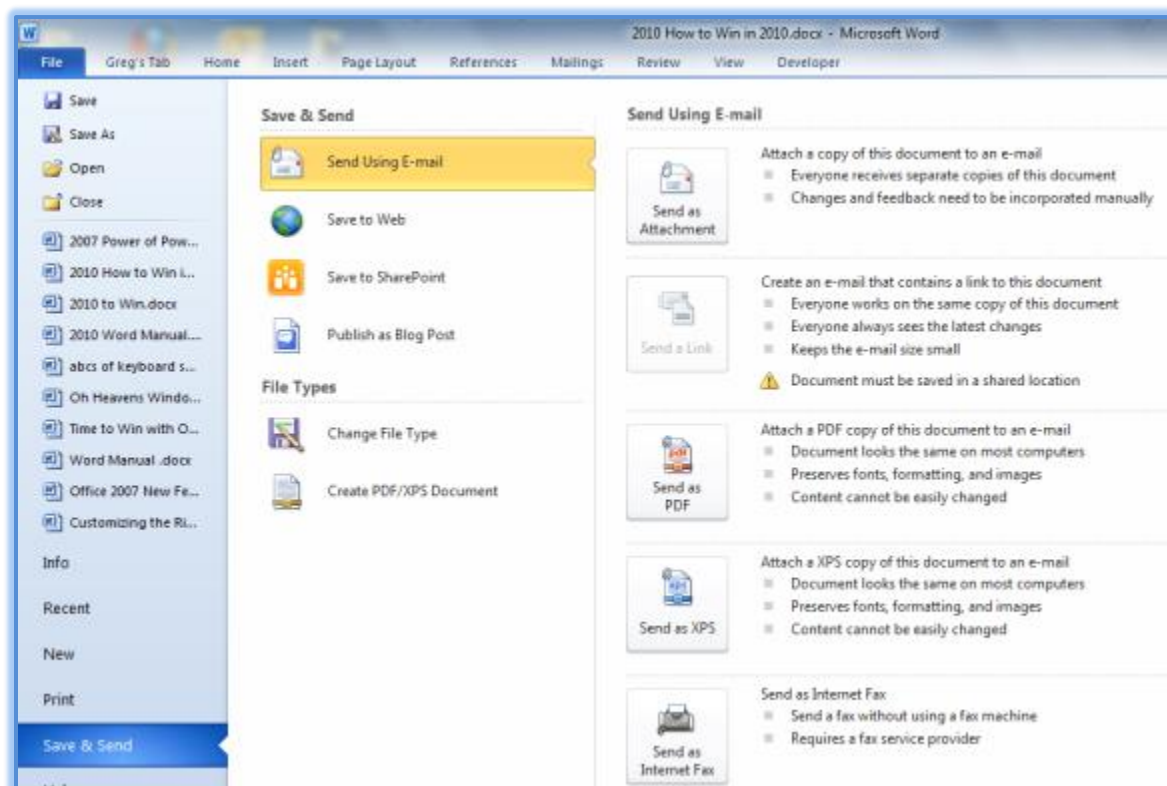 W
2010 How to Win in 2010.docx - Microsoft Word
File Greg's Tab Home Insert Page Layout References Mailings Review View Developer
Save
Save As
Open
Close
2007 Power of Pow...
2010 How to Win i...
2010 to Win.docx
2010 Word Manual....
abcs of keyboard s...
Oh Heavens Windo...
Time to Win with O...
Word Manual .docx
Office 2007 New Fe...
Customizing the Ri...
Info
Recent
New
Print
Save & Send
Save & Send
Send Using E-mail
Save to Web
Save to SharePoint
Publish as Blog Post
File Types
Change File Type
Create PDF/XPS Document
Send Using E-mail
Send as
Attachment
Attach a copy of this document to an e-mail
Everyone receives separate copies of this document
Changes and feedback need to be incorporated manually
Send a Link
Create an e-mail that contains a link to this document
Everyone works on the same copy of this document
Everyone always sees the latest changes
Keeps the e-mail size small
Document must be saved in a shared location
Send as
PDF
Attach a PDF copy of this document to an e-mail
Document looks the same on most computers
Preserves fonts, formatting, and images
Content cannot be easily changed
Send as XPS
Attach a XPS copy of this document to an e-mail
Document looks the same on most computers
Preserves fonts, formatting, and images
Content cannot be easily changed
Send as
Internet Fax
Send as Internet Fax
Send a fax without using a fax machine
Requires a fax service provider